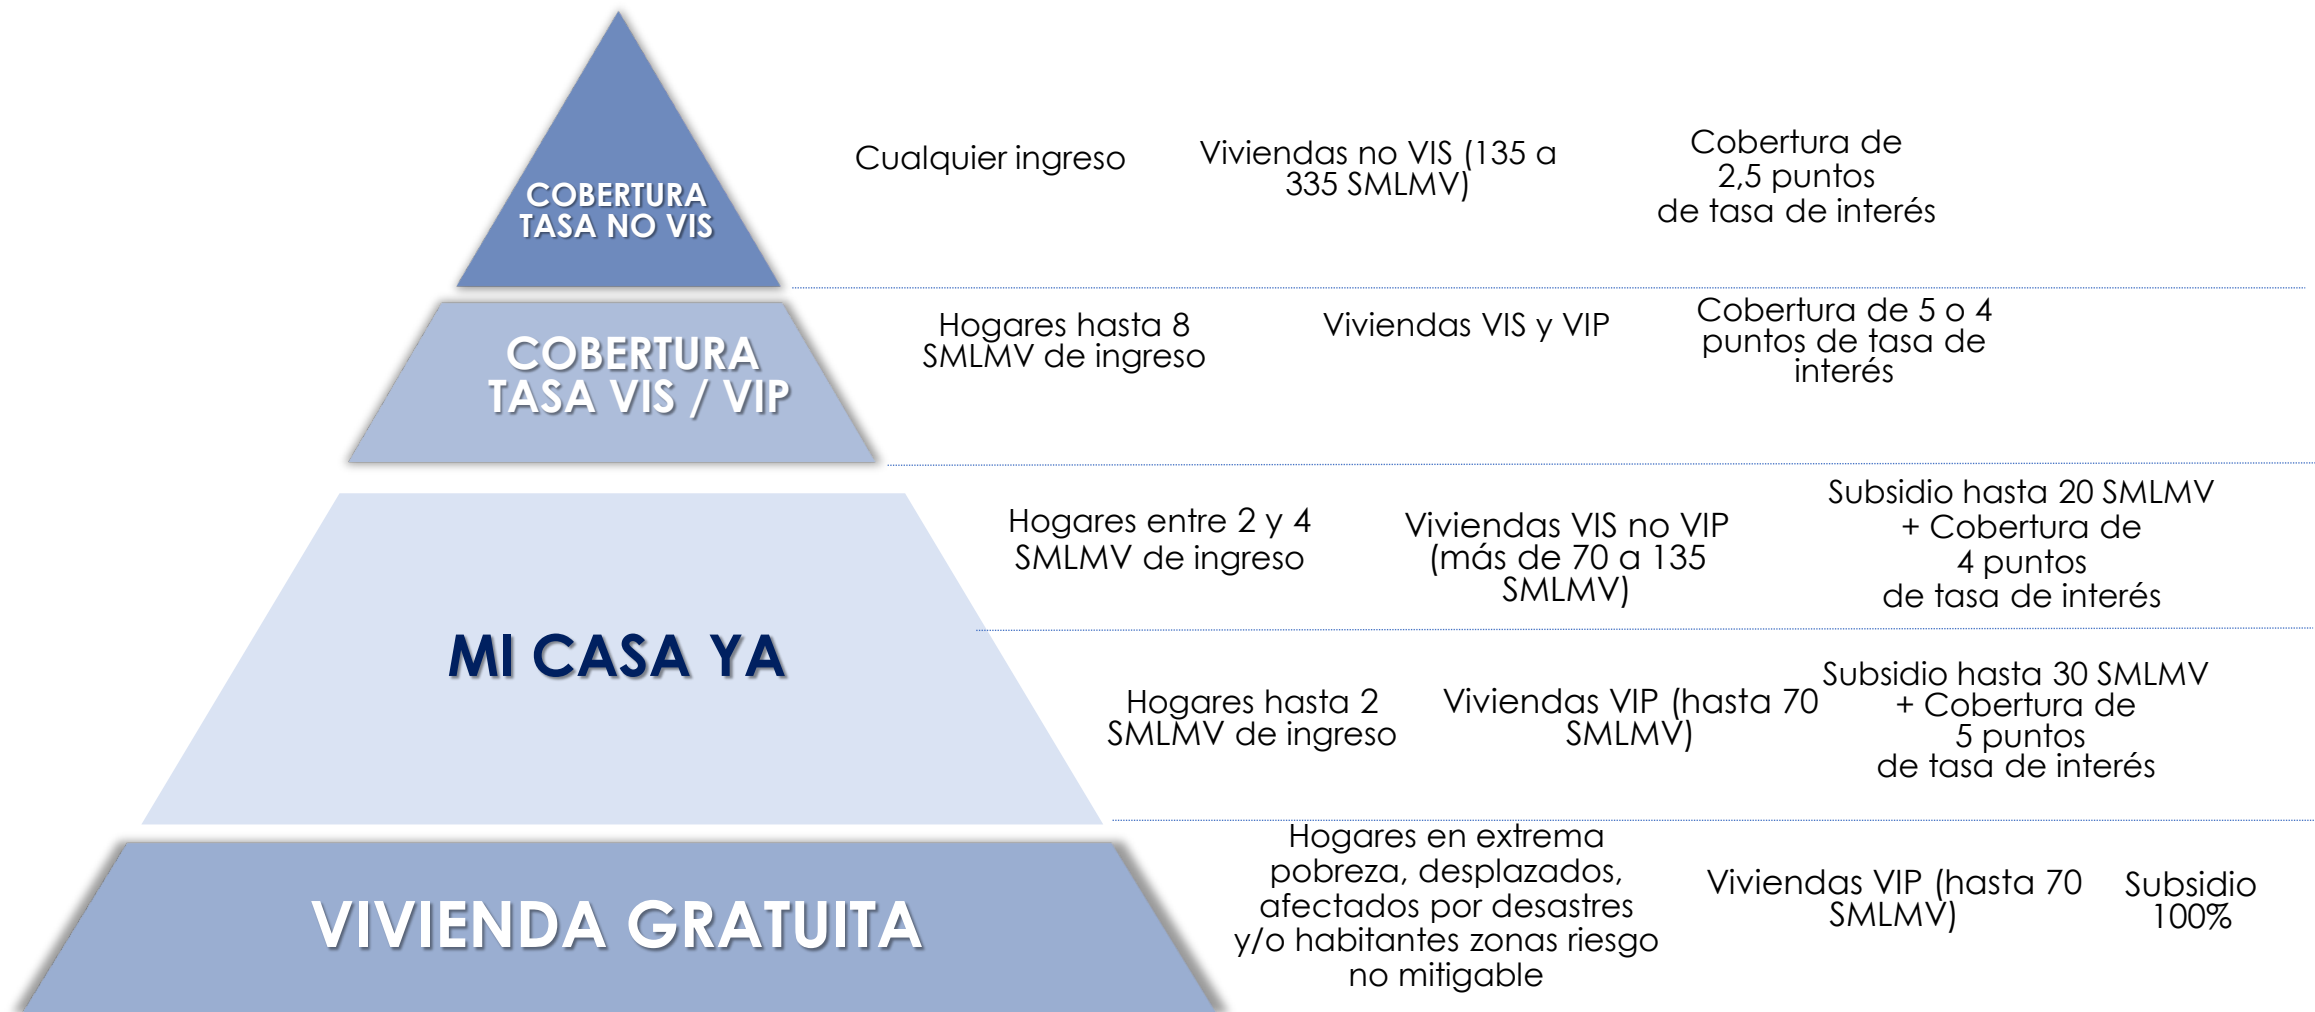 COBERTURA
TASA NO VIS
Cualquier ingreso
Viviendas no VIS (135 a
335 SMLMV)
Cobertura de
2,5 puntos
de tasa de interés
COBERTURA
TASA VIS / VIP
Hogares hasta 8
SMLMV de ingreso
Viviendas VIS y VIP
Cobertura de 5 o 4
puntos de tasa de
interés
MI CASA YA
Hogares entre 2 y 4
SMLMV de ingreso
Viviendas VIS no VIP
(más de 70 a 135
SMLMV)
Subsidio hasta 20 SMLMV
+ Cobertura de
4 puntos
de tasa de interés
Hogares hasta 2
SMLMV de ingreso
Viviendas VIP (hasta 70
SMLMV)
Subsidio hasta 30 SMLMV
+ Cobertura de
5 puntos
de tasa de interés
VIVIENDA GRATUITA
Hogares en extrema
pobreza, desplazados,
afectados por desastres
y/o habitantes zonas riesgo
no mitigable
Viviendas VIP (hasta 70
SMLMV)
Subsidio
100%